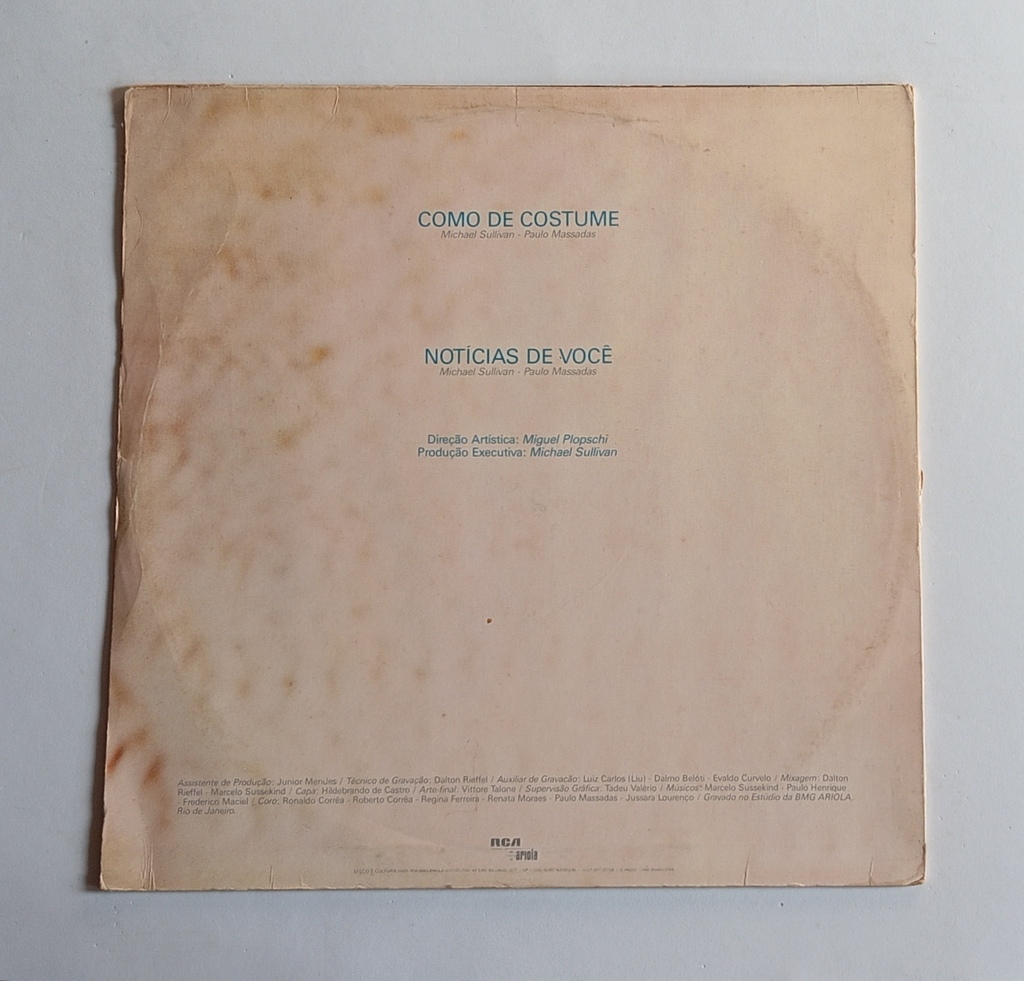 COMO DE COSTUME
Michael Sullivan - Paulo Massadas
NOTÍCIAS DE VOCÊ
Michael Sullivan - Paulo Massadas
Direção Artística: Miguel Plopschi
Produção Executiva: Michael Sullivan
Assistente de Produção: Junior Mendes / Técnico de Gravação: Dalton Rieffel / Auxiliar de Gravação: Luiz Carlos (Liu) - Dalmo Belóti - Evaldo Curvelo / Mixagem: Dalton
Rieffel - Marcelo Sussekind / Capa: Hildebrando de Castro / Arte-final: Vittore Talone / Supervisão Gráfica: Tadeu Valério / Músicos: Marcelo Sussekind - Paulo Henrique
- Frederico Maciel / Coro: Ronaldo Corrêa - Roberto Corrêa - Regina Ferreira - Renata Moraes - Paulo Massadas - Jussara Lourenço / Gravado no Estúdio da BMG ARIOLA,
Rio de Janeiro.
RCA
ariola